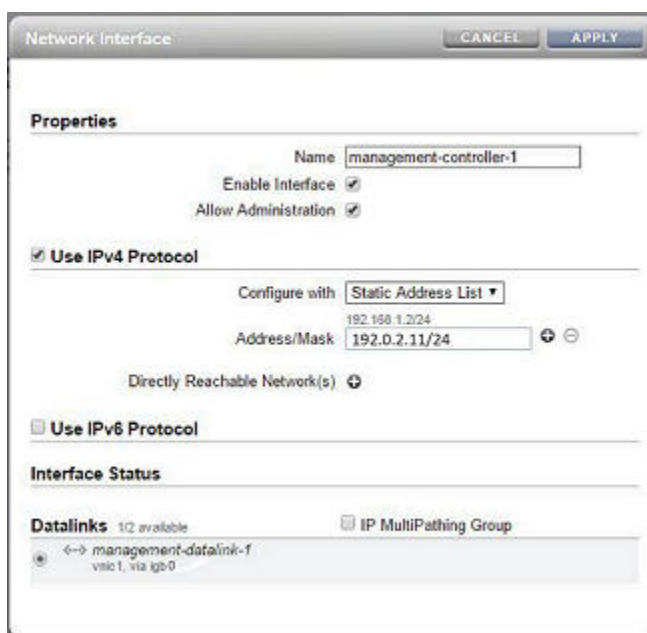 Network Interface CANCEL APPLY
Properties
Name management-controller-1
Enable Interface
Allow Administration
Use IPv4 Protocol
Configure with Static Address List
192.168.1.2/24
Address/Mask 192.0.2.11/24
Directly Reachable Network(s)
Use IPv6 Protocol
Interface Status
Datalinks 1/2 available IP MultiPathing Group
management-datalink-1
vnic1, via igb0